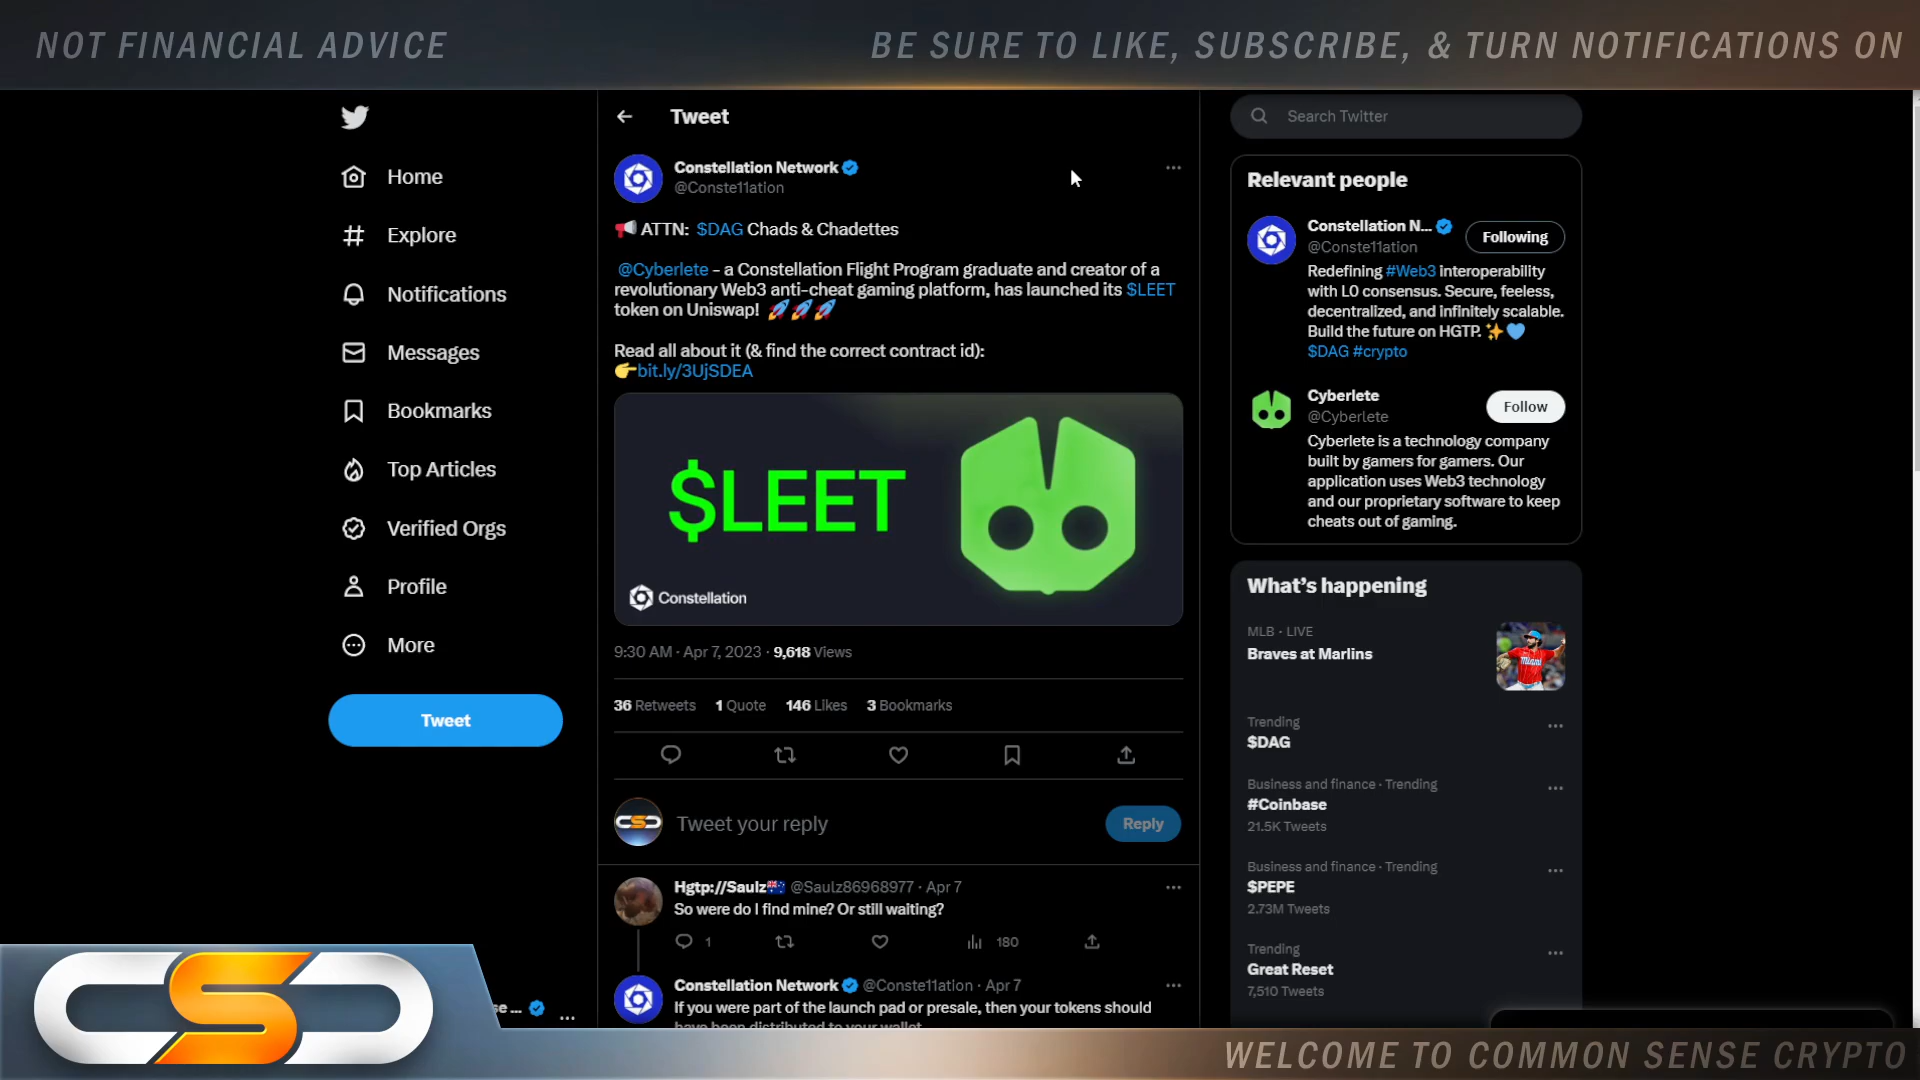 NOT FINANCIAL ADVICE
BE SURE TO LIKE, SUBSCRIBE, & TURN NOTIFICATIONS ON
Home
Explore
Notifications
Messages
Bookmarks
Top Articles
Verified Orgs
Profile
More
Tweet
Tweet
Constellation Network
@Conste11ation
ATTN: $DAG Chads & Chadettes
@Cyberlete - a Constellation Flight Program graduate and creator of a
revolutionary Web3 anti-cheat gaming platform, has launched its $LEET
token on Uniswap! 🚀🚀🚀
Read all about it (& find the correct contract id):
👉bit.ly/3UjSDEA
$LEET
Constellation
9:30 AM · Apr 7, 2023 · 9,618 Views
36 Retweets 1 Quote 146 Likes 3 Bookmarks
Tweet your reply
Reply
Hgtp://Saulz🇦🇺 @Saulz86968977 · Apr 7
So were do I find mine? Or still waiting?
1
180
Constellation Network @Conste11ation · Apr 7
If you were part of the launch pad or presale, then your tokens should
have been distributed to your wallet
Search Twitter
Relevant people
Constellation N...
@Conste11ation
Following
Redefining #Web3 interoperability
with L0 consensus. Secure, feeless,
decentralized, and infinitely scalable.
Build the future on HGTP. ✨💙
$DAG #crypto
Cyberlete
@Cyberlete
Follow
Cyberlete is a technology company
built by gamers for gamers. Our
application uses Web3 technology
and our proprietary software to keep
cheats out of gaming.
What's happening
MLB · LIVE
Braves at Marlins
Trending
$DAG
Business and finance · Trending
#Coinbase
21.5K Tweets
Business and finance · Trending
$PEPE
2.73M Tweets
Trending
Great Reset
7,510 Tweets
CSC
se ...
WELCOME TO COMMON SENSE CRYPTO